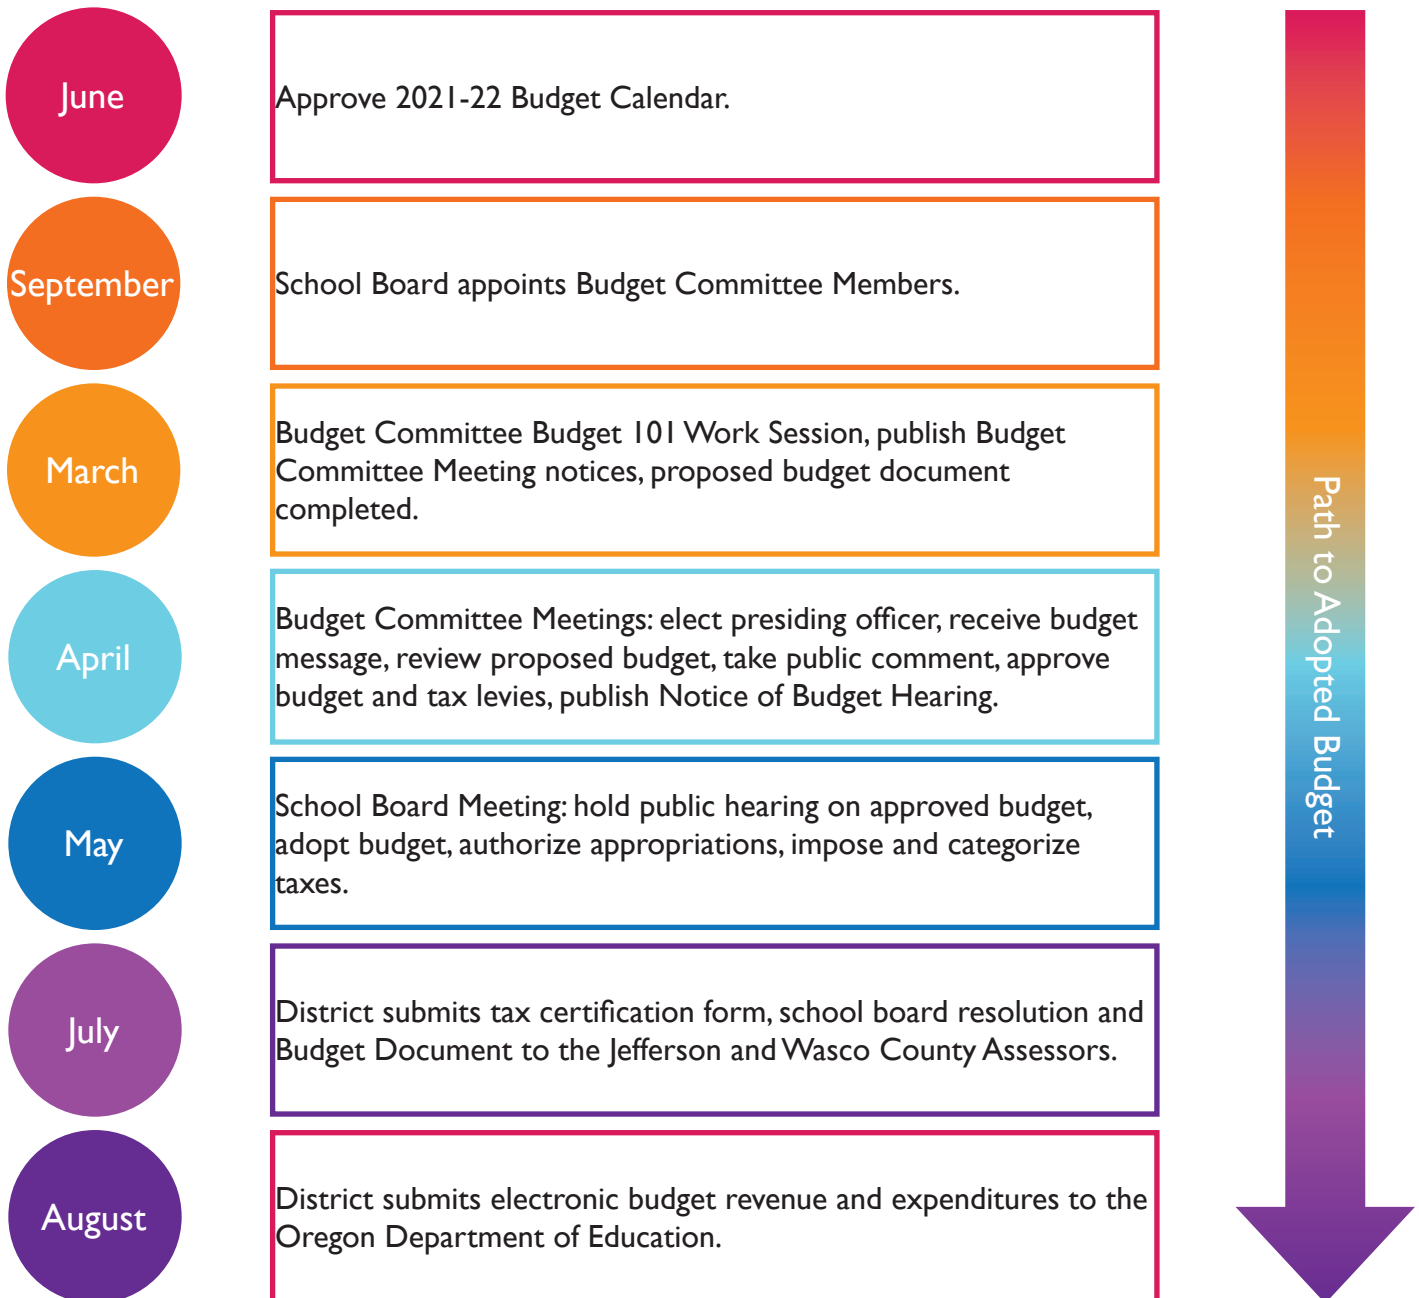 June
Approve 2021-22 Budget Calendar.
September
School Board appoints Budget Committee Members.
March
Budget Committee Budget 101 Work Session, publish Budget
Committee Meeting notices, proposed budget document
completed.
April
Budget Committee Meetings: elect presiding officer, receive budget
message, review proposed budget, take public comment, approve
budget and tax levies, publish Notice of Budget Hearing.
May
School Board Meeting: hold public hearing on approved budget,
adopt budget, authorize appropriations, impose and categorize
taxes.
July
District submits tax certification form, school board resolution and
Budget Document to the Jefferson and Wasco County Assessors.
August
District submits electronic budget revenue and expenditures to the
Oregon Department of Education.
Path to Adopted Budget